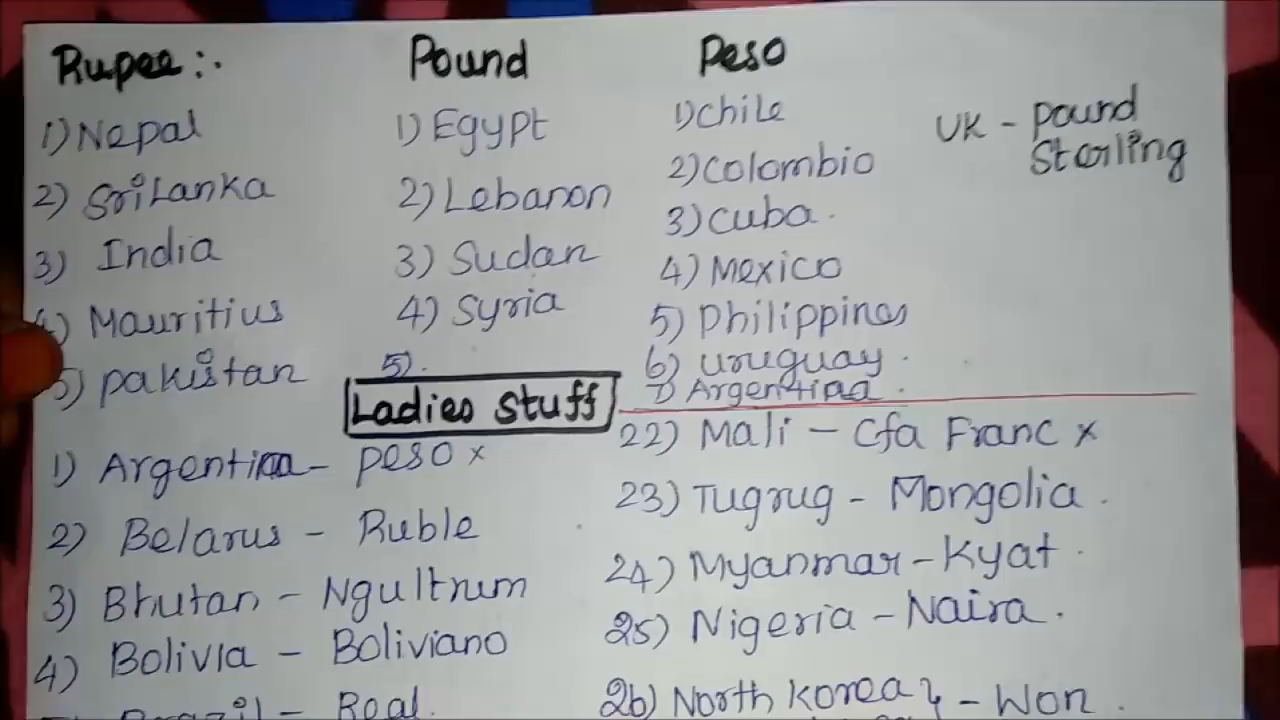 Rupee :-
1) Nepal
2) SriLanka
3) India
4) Mauritius
5) pakistan
Pound
1) Egypt
2) Lebanon
3) Sudan
4) Syria
5).
Peso
1) chile
2) Colombio
3) Cuba.
4) Mexico
5) Philippines
6) uruguay.
7) Argentina.
UK - pound
Starling
Ladies stuff
1) Argentina - peso x
2) Belarus - Ruble
3) Bhutan - Ngultrum
4) Bolivia - Boliviano
Brazil - Real.
22) Mali - Cfa Franc x
23) Tugrug - Mongolia.
24) Myanmar - Kyat.
25) Nigeria - Naira.
26) North korea } - Won.